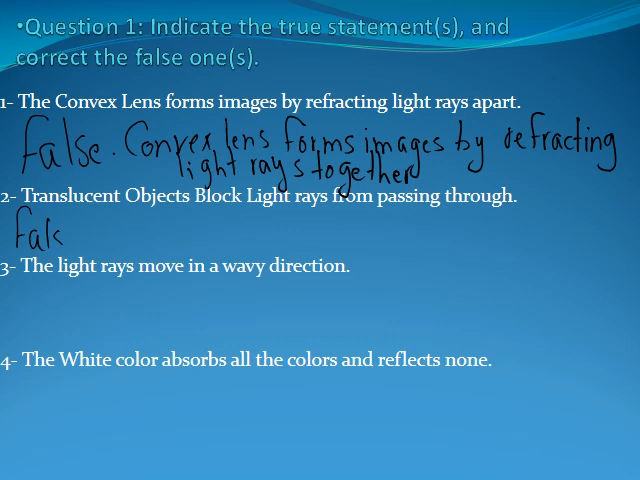 •Question 1: Indicate the true statement(s), and
correct the false one(s).
1- The Convex Lens forms images by refracting light rays apart.
False. Convex lens forms images by refracting
light rays together
2- Translucent Objects Block Light rays from passing through.
Fals
3- The light rays move in a wavy direction.
4- The White color absorbs all the colors and reflects none.